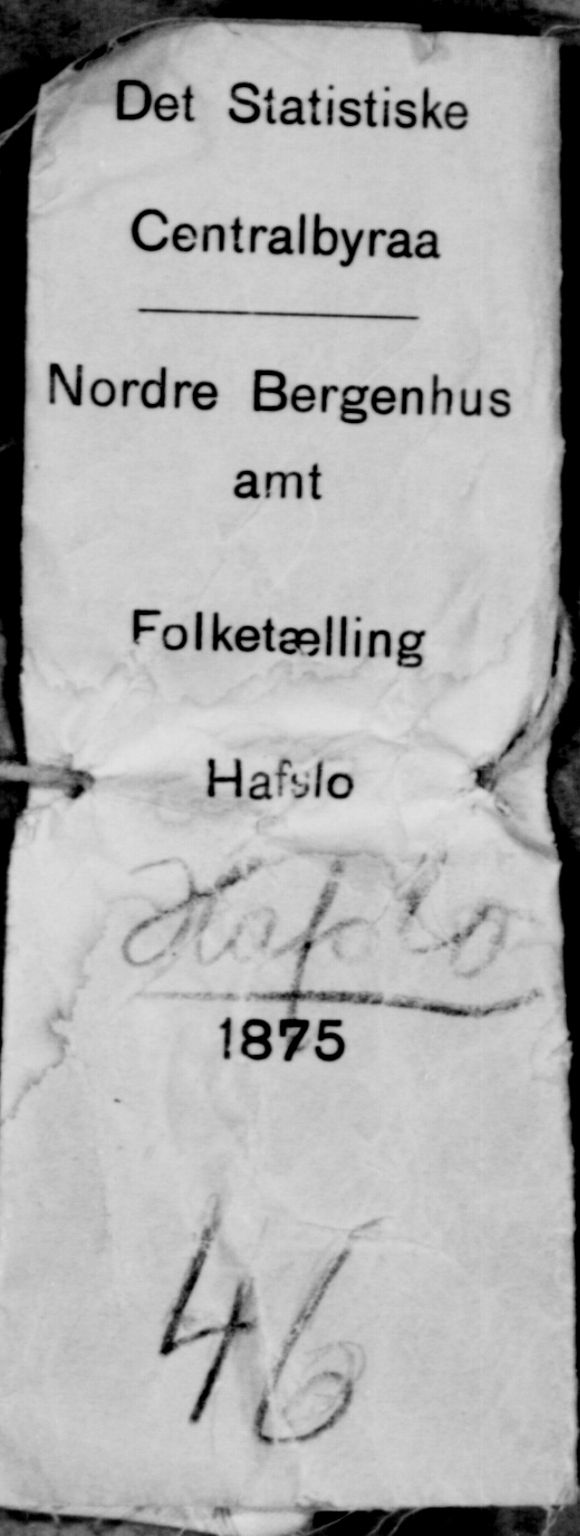 Det Statistiske
Centralbyraa
Nordre Bergenhus
amt
Folketælling
Hafslo
Hafslo
1875
46